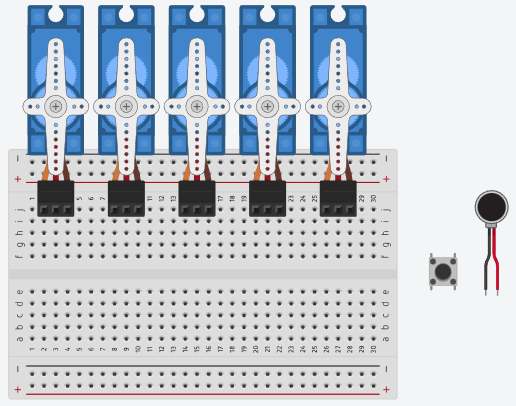 – –
+ +
1 5 6 7 11 12 13 17 18 19 23 24 25 29 30
j j
i i
h h
g g
f f
e e
d d
c c
b b
a a
1 2 3 4 5 6 7 8 9 10 11 12 13 14 15 16 17 18 19 20 21 22 23 24 25 26 27 28 29 30
– –
+ +